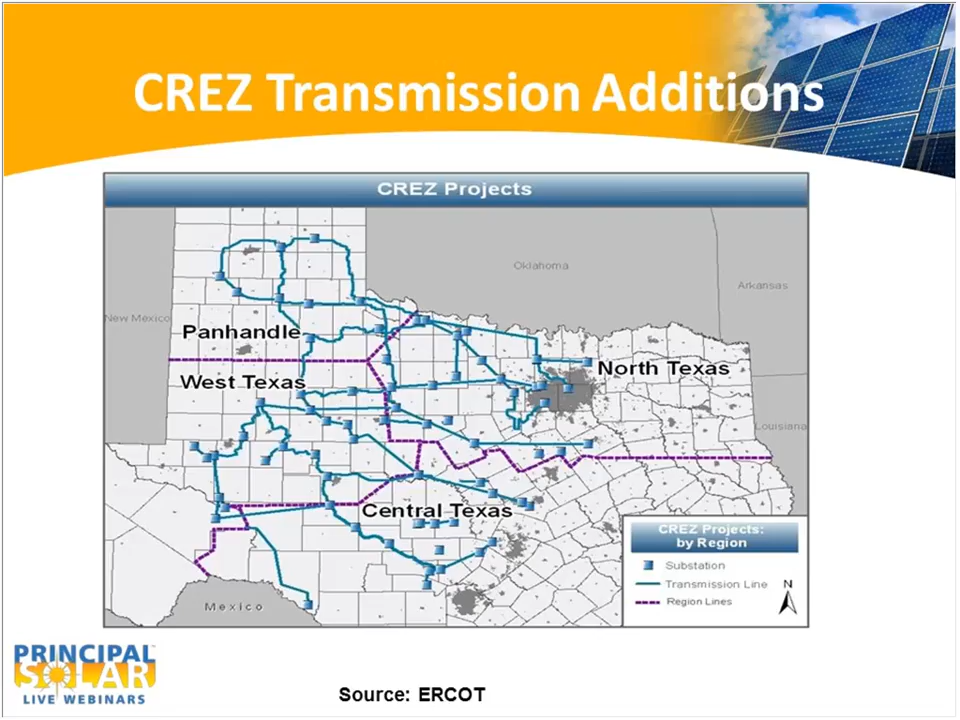 CREZ Transmission Additions
CREZ Projects
Oklahoma
Arkansas
New Mexico
Panhandle
West Texas
North Texas
Louisiana
Central Texas
Mexico
CREZ Projects:
by Region
Substation
Transmission Line
Region Lines
N
PRINCIPAL
SOLAR
LIVE WEBINARS
Source: ERCOT